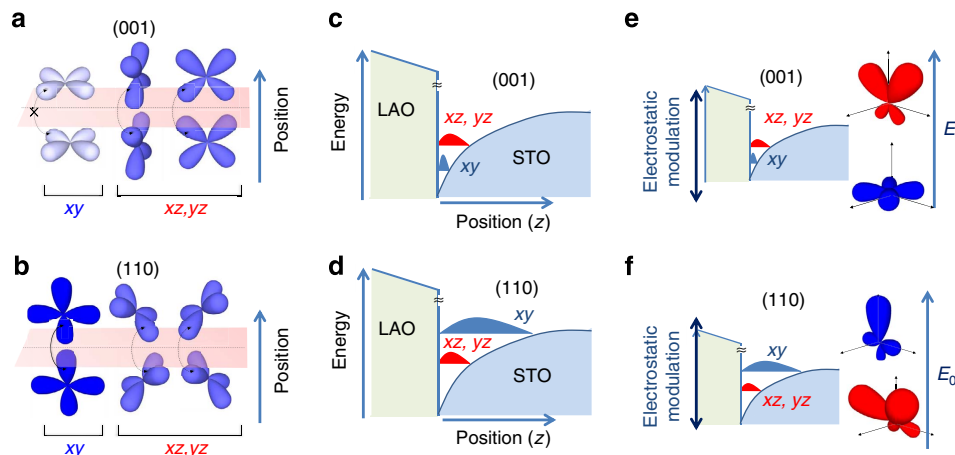 a
(001)
Position
xy
xz,yz
b
(110)
Position
xy
xz,yz
c
Energy
LAO
(001)
xz, yz
xy
STO
Position (z)
d
Energy
LAO
(110)
xy
xz, yz
STO
Position (z)
e
Electrostatic
modulation
(001)
xz, yz
xy
E
f
Electrostatic
modulation
(110)
xy
xz, yz
E0